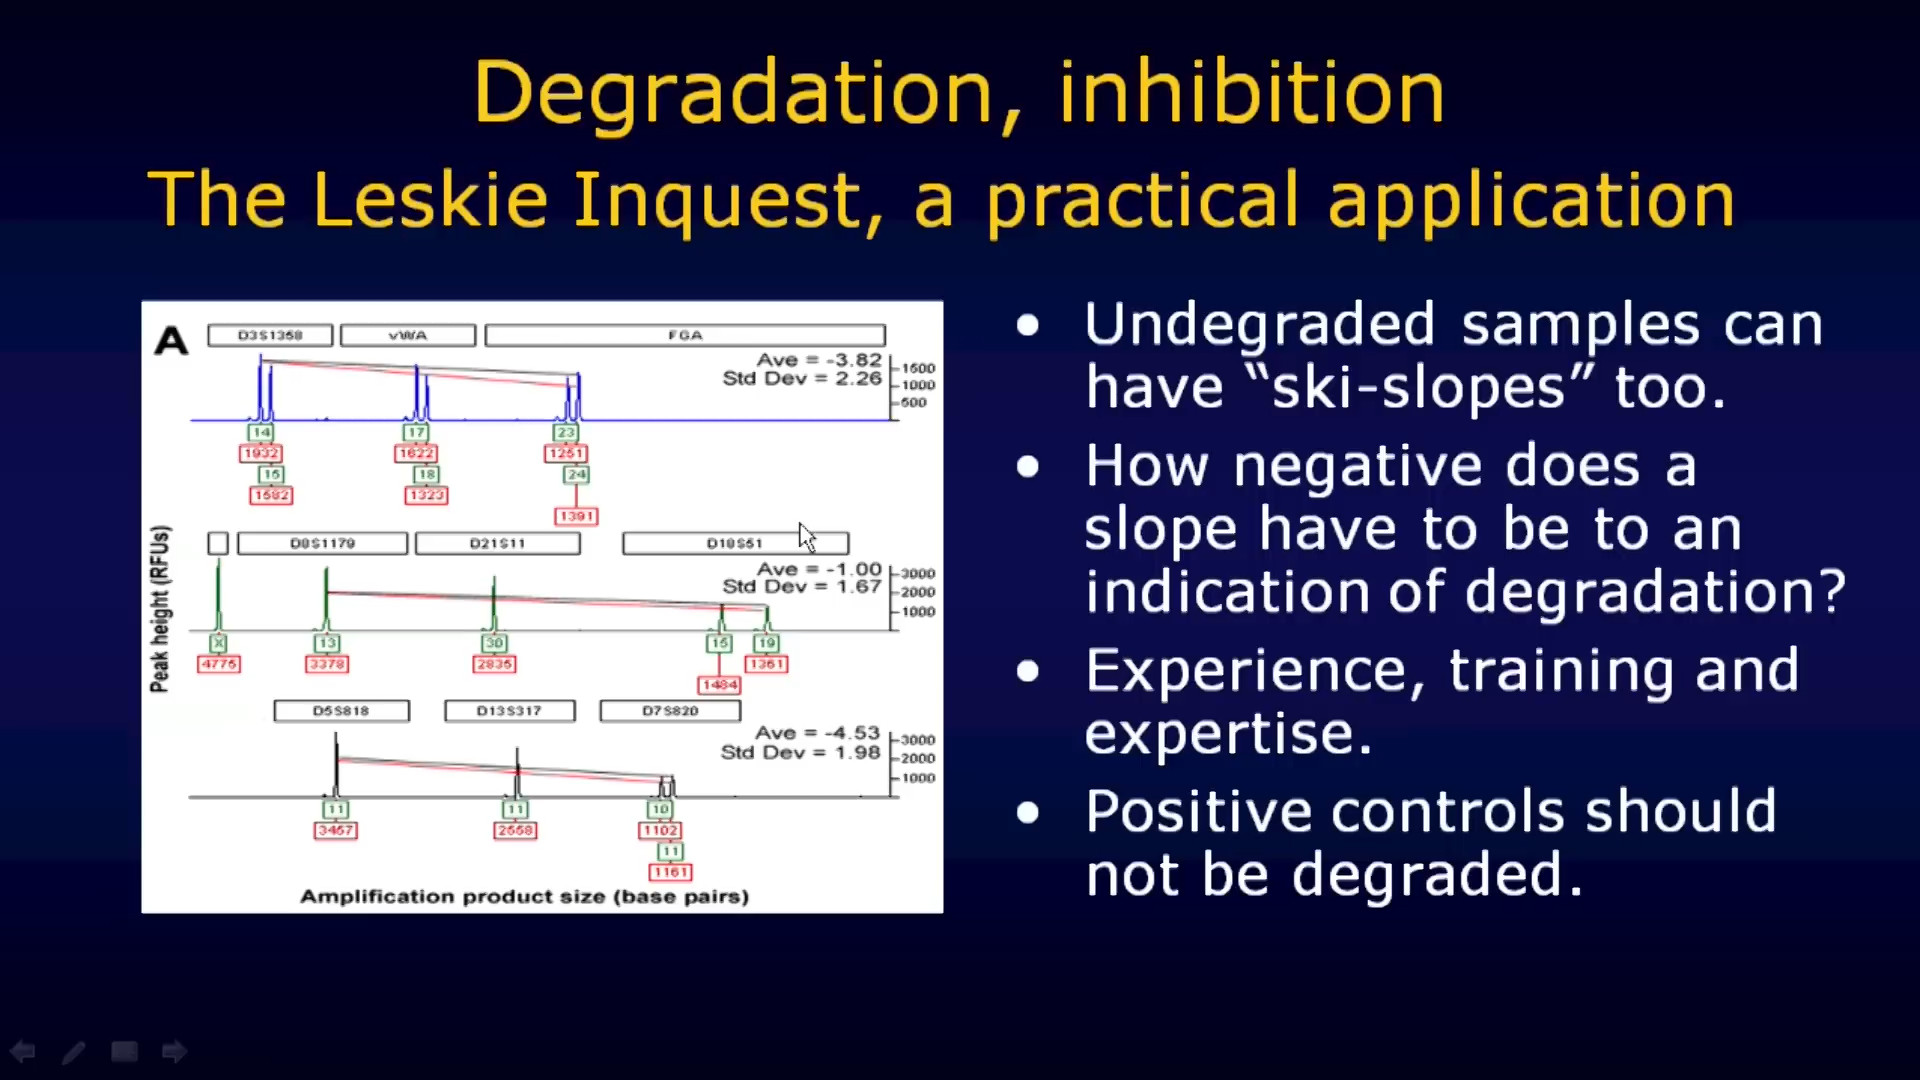 Degradation, inhibition
The Leskie Inquest, a practical application
A
D3S1358 vWA FGA
Ave = -3.82
Std Dev = 2.26
1500
1000
500
14 17 23
1932 1622 1251
15 18 24
1582 1323
1391
D8S1179 D21S11 D18S51
Ave = -1.00
Std Dev = 1.67
3000
2000
1000
X 13 30 15 19
4775 3378 2835 1361
1484
D5S818 D13S317 D7S820
Ave = -4.53
Std Dev = 1.98
3000
2000
1000
11 11 10
3457 2558 1102
11
1161
Peak height (RFUs)
Amplification product size (base pairs)
• Undegraded samples can
have “ski-slopes” too.
• How negative does a
slope have to be to an
indication of degradation?
• Experience, training and
expertise.
• Positive controls should
not be degraded.